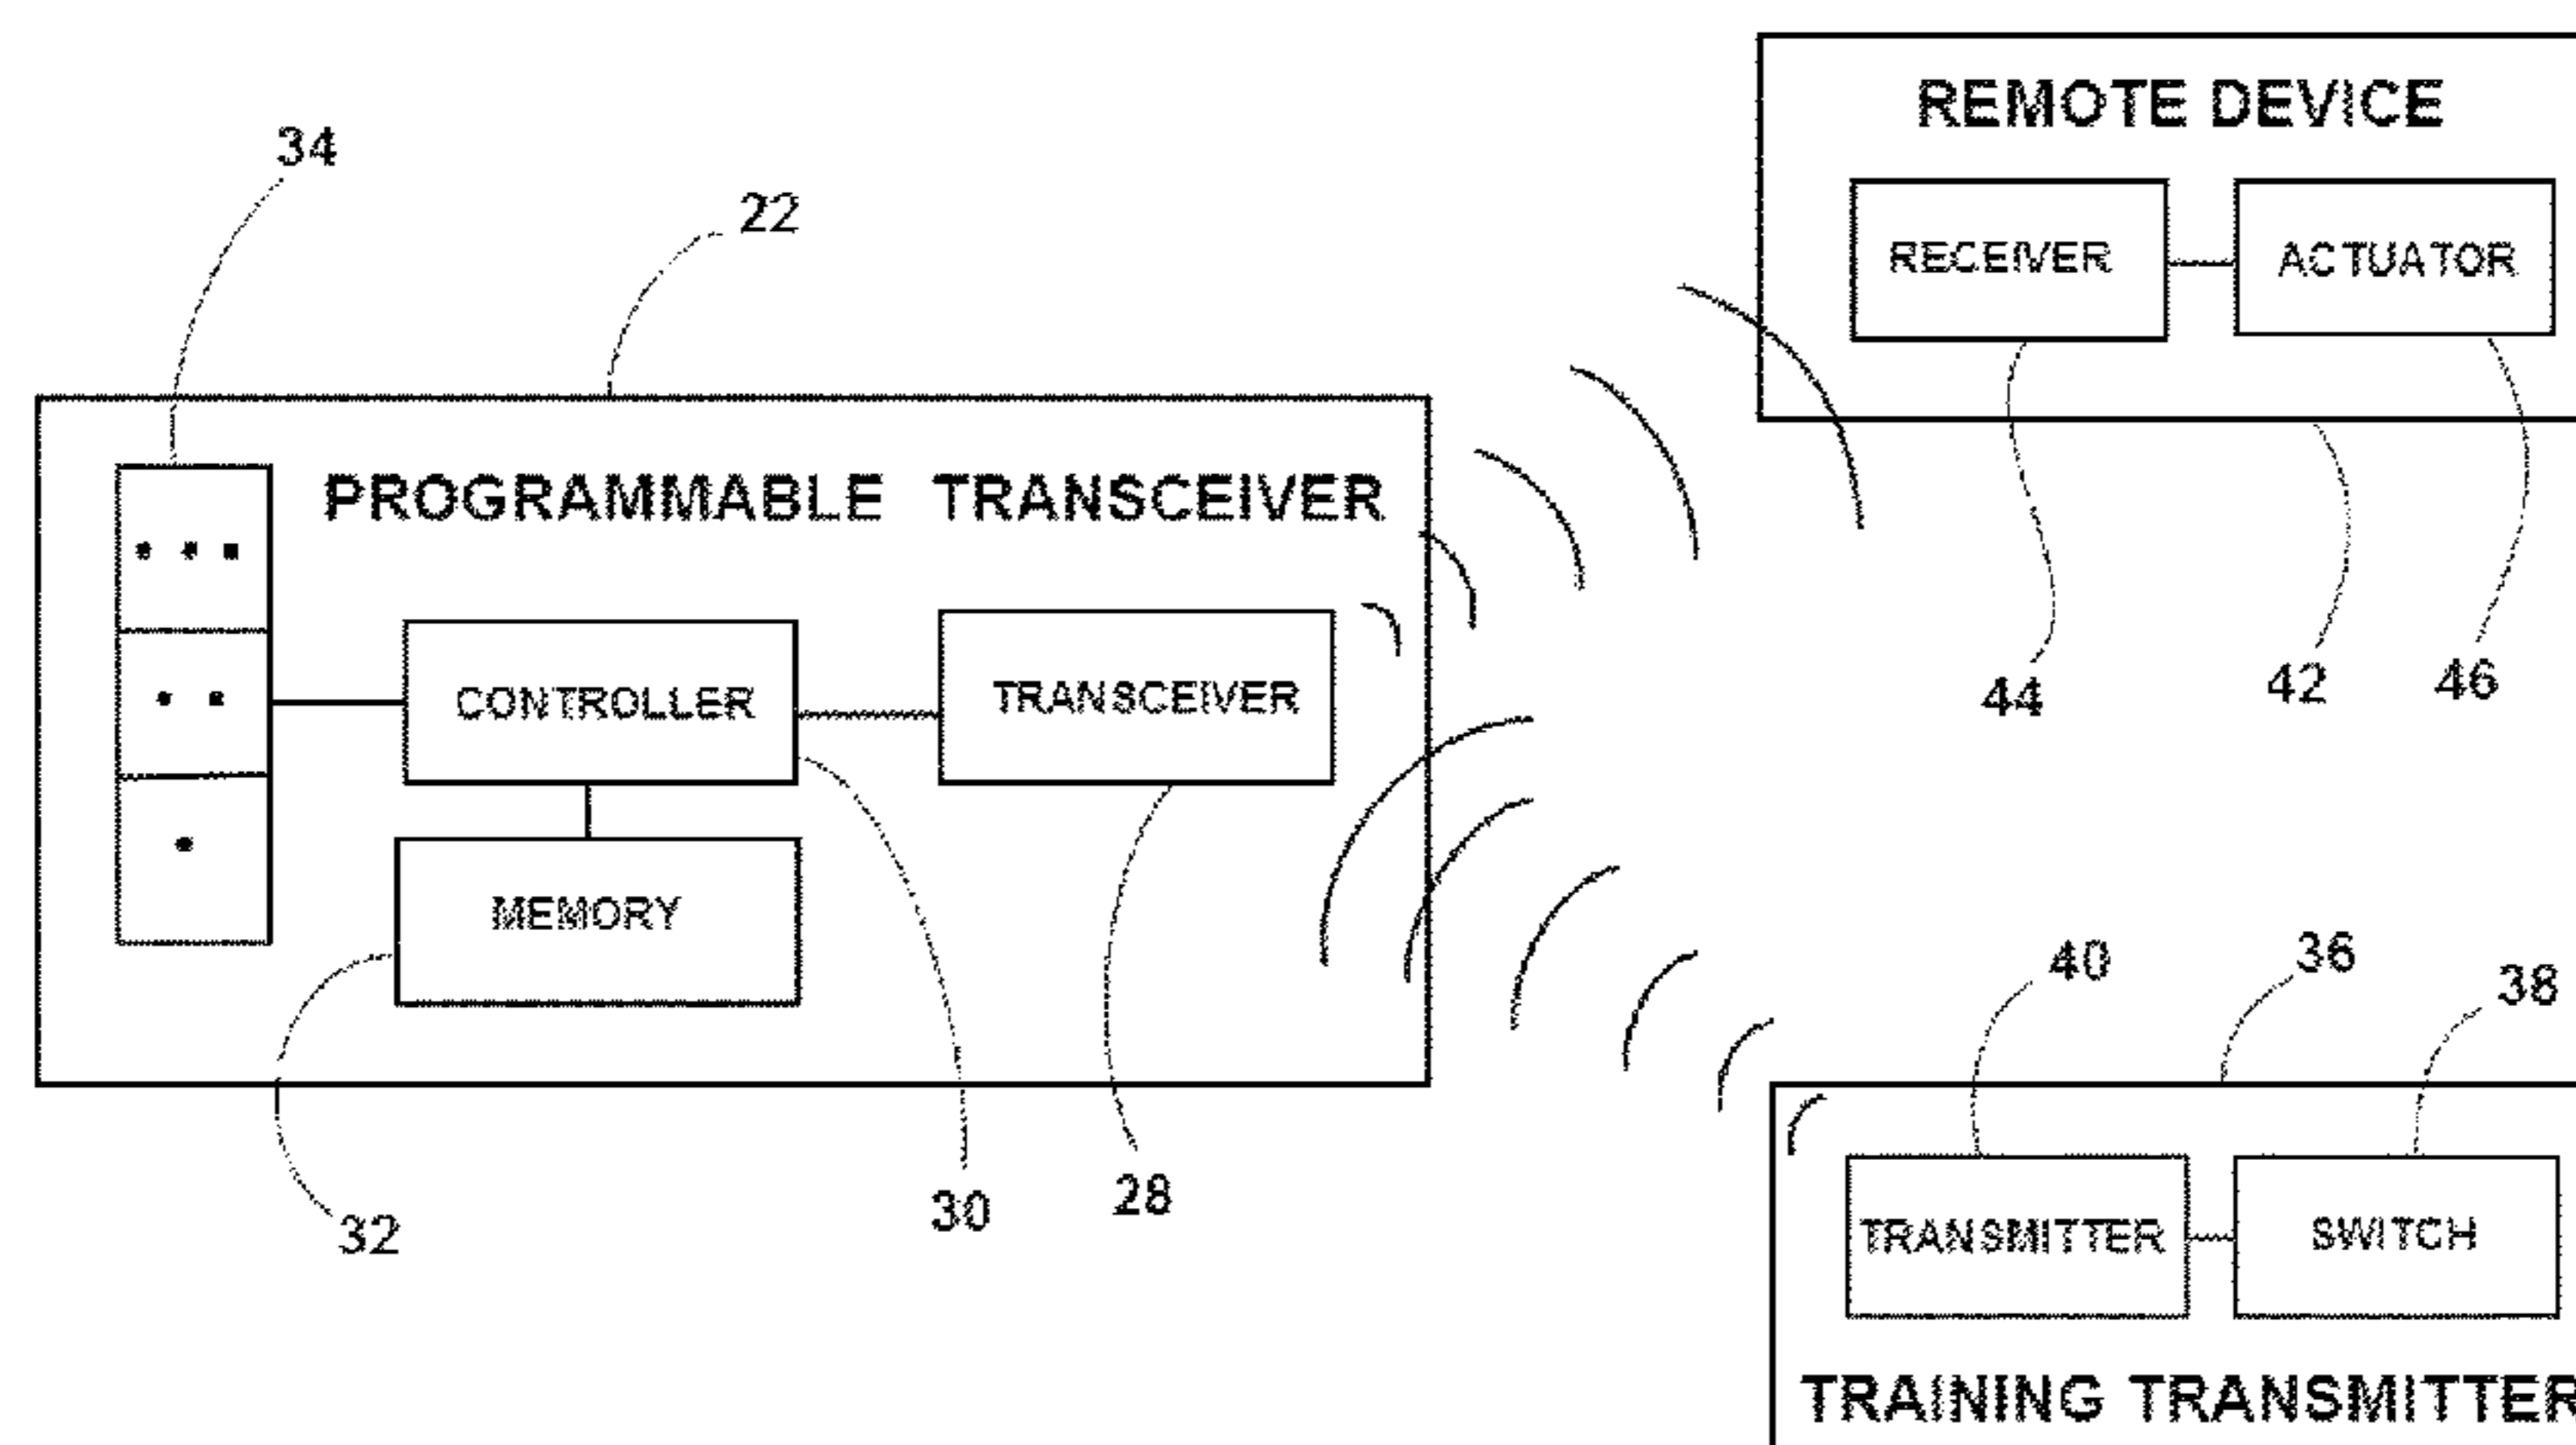 34
22
PROGRAMMABLE TRANSCEIVER
CONTROLLER
TRANSCEIVER
MEMORY
32
30
28
REMOTE DEVICE
RECEIVER
ACTUATOR
44
42
46
40
36
38
TRANSMITTER
SWITCH
TRAINING TRANSMITTER